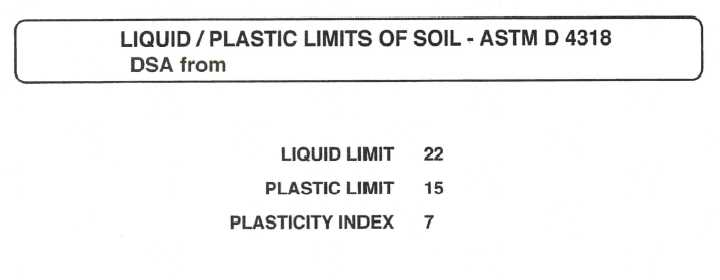 LIQUID / PLASTIC LIMITS OF SOIL - ASTM D 4318
DSA from
LIQUID LIMIT 22
PLASTIC LIMIT 15
PLASTICITY INDEX 7